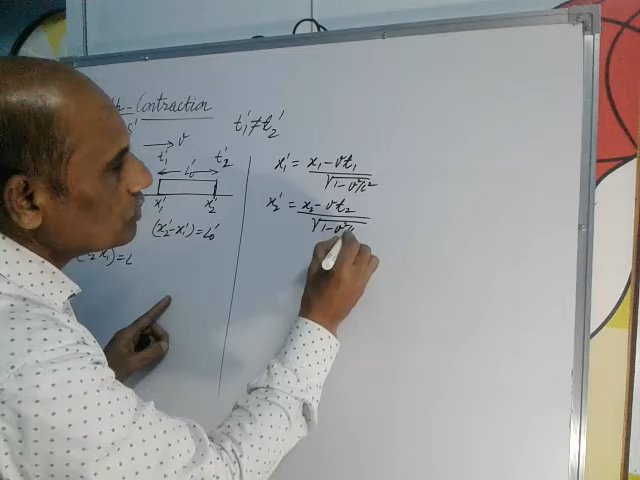 Contraction
s'
→ v
t₁' ≠ t₂'
t₁' L₀' t₂'
x₁' x₂'
(x₂'-x₁') = L₀'
x₁) = L
x₁' = x₁ - vt₁ / √1 - v²/c²
x₂' = x₂ - vt₂ / √1 - v²/